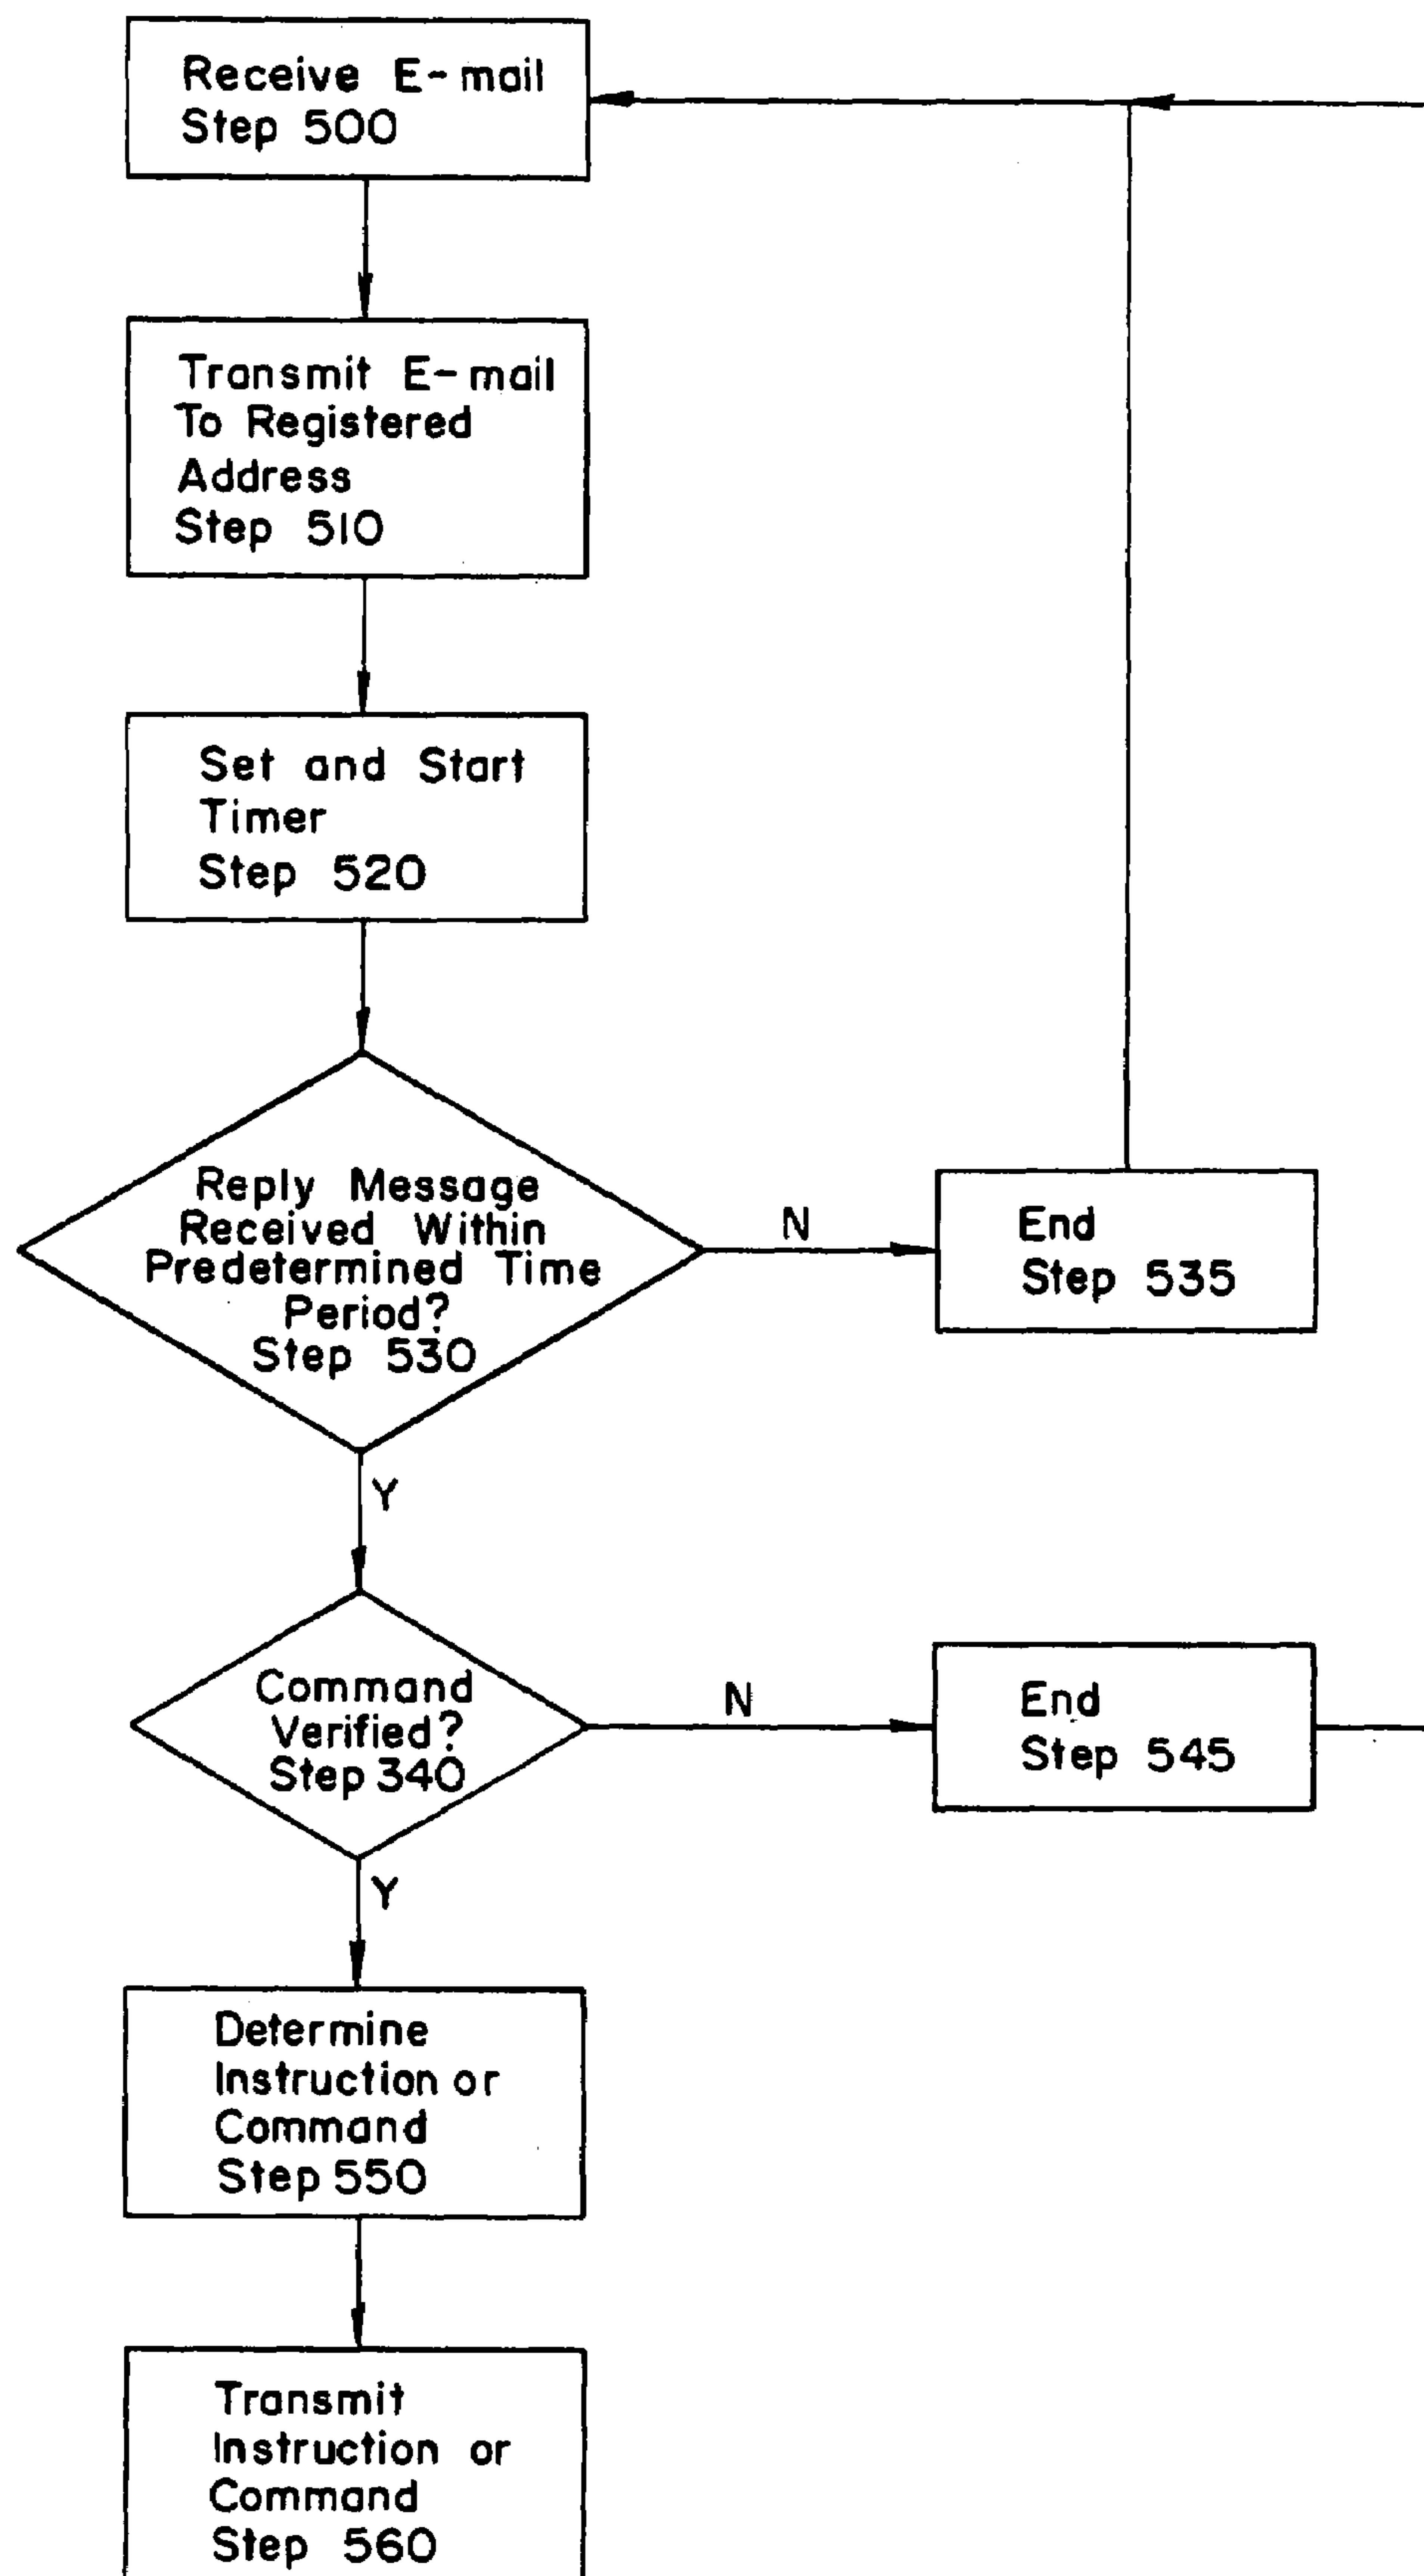 Receive E-mail
Step 500
Transmit E-mail
To Registered
Address
Step 510
Set and Start
Timer
Step 520
Reply Message
Received Within
Predetermined Time
Period?
Step 530
N
End
Step 535
Y
Command
Verified?
Step 340
N
End
Step 545
Y
Determine
Instruction or
Command
Step 550
Transmit
Instruction or
Command
Step 560